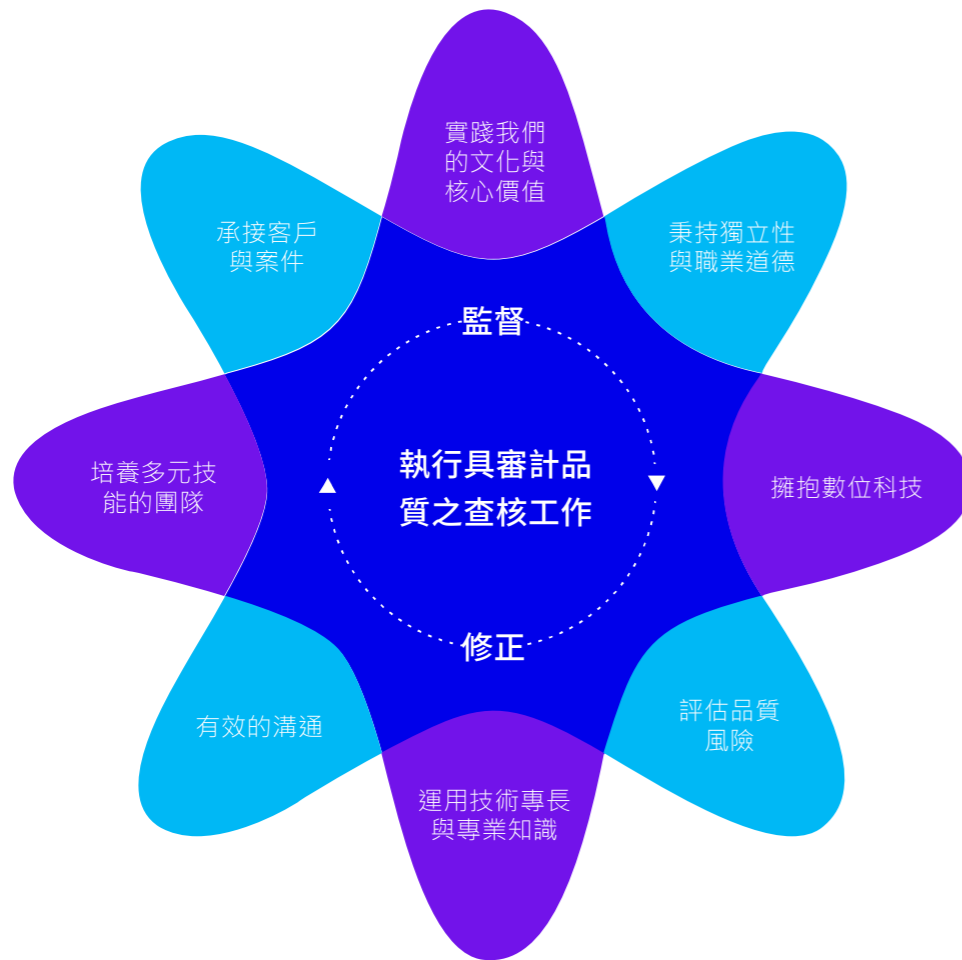 實踐我們
的文化與
核心價值
秉持獨立性
與職業道德
擁抱數位科技
評估品質
風險
運用技術專長
與專業知識
有效的溝通
培養多元技
能的團隊
承接客戶
與案件
監督
執行具審計品
質之查核工作
修正